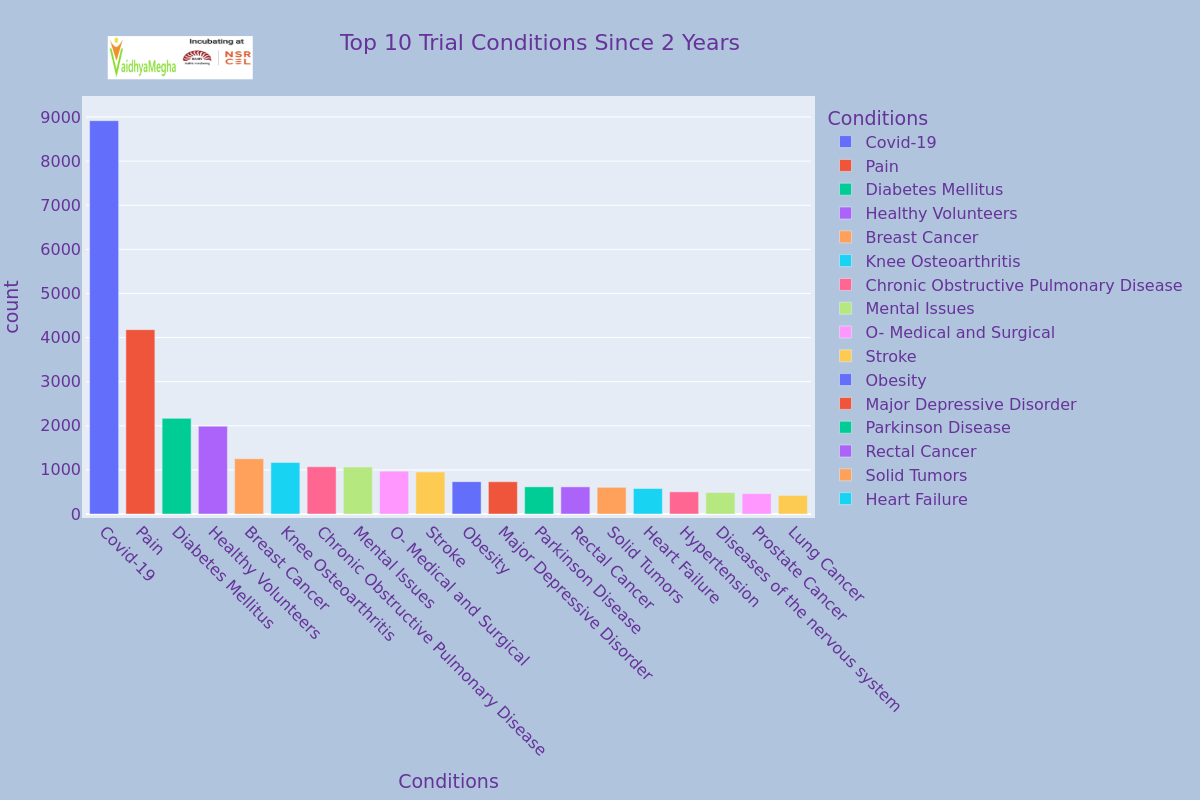 Top 10 Trial Conditions Since 2 Years
Incubating at
VaidhyaMegha
NSR
CEL
9000
8000
7000
6000
5000
4000
3000
2000
1000
0
count
Covid-19
Pain
Diabetes Mellitus
Healthy Volunteers
Breast Cancer
Knee Osteoarthritis
Chronic Obstructive Pulmonary Disease
Mental Issues
O- Medical and Surgical
Stroke
Obesity
Major Depressive Disorder
Parkinson Disease
Rectal Cancer
Solid Tumors
Heart Failure
Hypertension
Diseases of the nervous system
Prostate Cancer
Lung Cancer
Conditions
Conditions
Covid-19
Pain
Diabetes Mellitus
Healthy Volunteers
Breast Cancer
Knee Osteoarthritis
Chronic Obstructive Pulmonary Disease
Mental Issues
O- Medical and Surgical
Stroke
Obesity
Major Depressive Disorder
Parkinson Disease
Rectal Cancer
Solid Tumors
Heart Failure